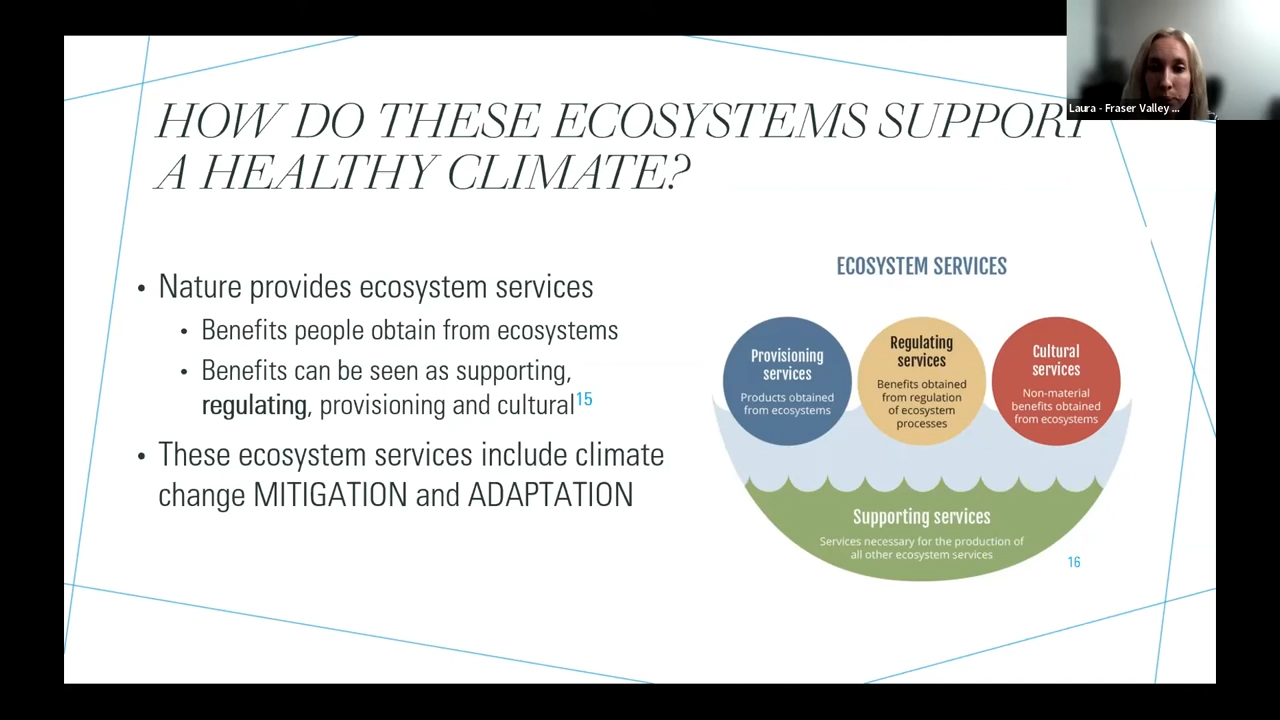 HOW DO THESE ECOSYSTEMS SUPPORT
A HEALTHY CLIMATE?
Laura - Fraser Valley ...
• Nature provides ecosystem services
• Benefits people obtain from ecosystems
• Benefits can be seen as supporting,
regulating, provisioning and cultural15
• These ecosystem services include climate
change MITIGATION and ADAPTATION
ECOSYSTEM SERVICES
Provisioning
services
Products obtained
from ecosystems
Regulating
services
Benefits obtained
from regulation
of ecosystem
processes
Cultural
services
Non-material
benefits obtained
from ecosystems
Supporting services
Services necessary for the production of
all other ecosystem services
16